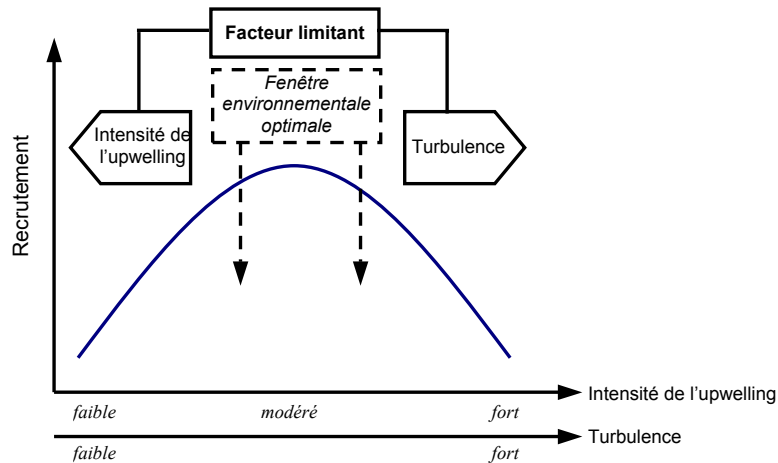 Facteur limitant
Fenêtre
environnementale
optimale
Intensité de
l'upwelling
Turbulence
Recrutement
Intensité de l'upwelling
faible modéré fort
Turbulence
faible fort